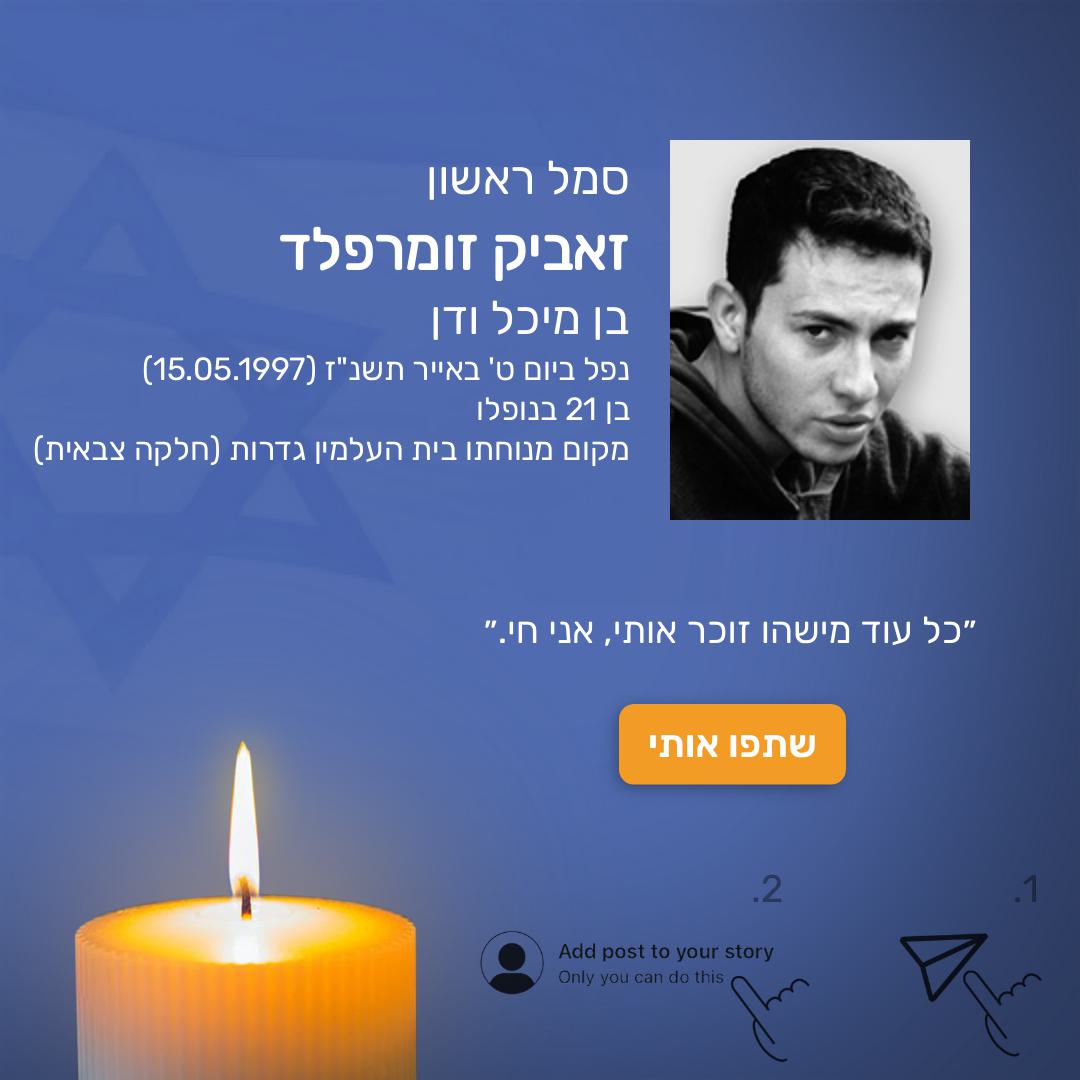 סמל ראשון
זאביק זומרפלד
בן מיכל ודן
נפל ביום ט' באייר תשנ"ז (15.05.1997)
בן 21 בנופלו
מקום מנוחתו בית העלמין גדרות (חלקה צבאית)
״כל עוד מישהו זוכר אותי, אני חי.״
שתפו אותי
.1
.2
Add post to your story
Only you can do this